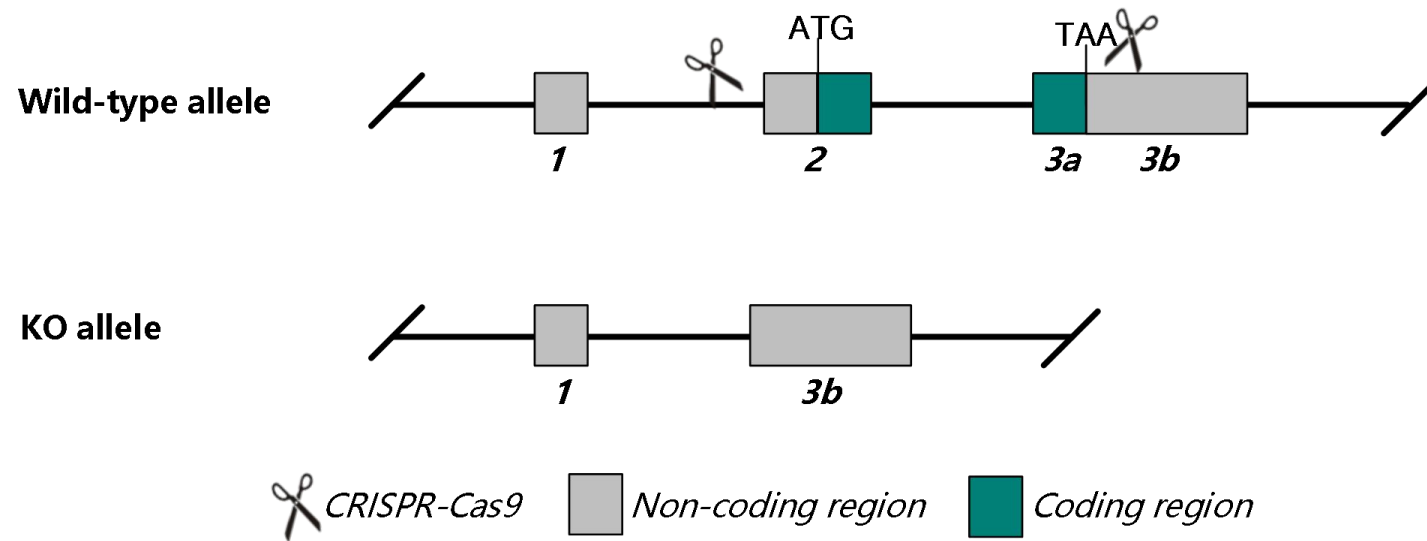 ATG TAA
Wild-type allele
1 2 3a 3b
KO allele
1 3b
CRISPR-Cas9 Non-coding region Coding region